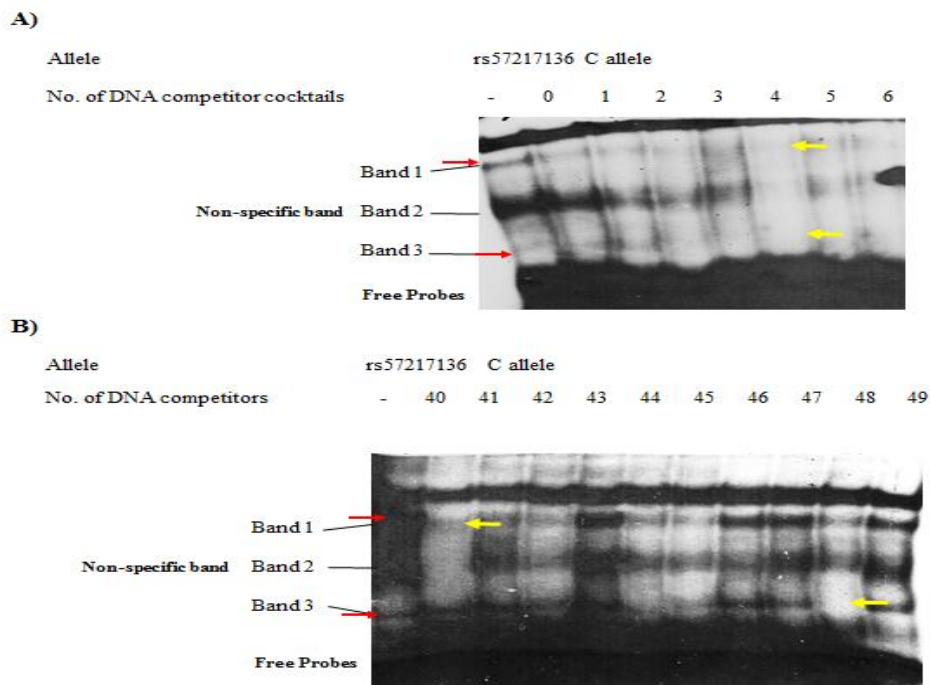 A)
Allele rs57217136 C allele
No. of DNA competitor cocktails - 0 1 2 3 4 5 6
Band 1
Non-specific band Band 2
Band 3
Free Probes
B)
Allele rs57217136 C allele
No. of DNA competitors - 40 41 42 43 44 45 46 47 48 49
Band 1
Non-specific band Band 2
Band 3
Free Probes